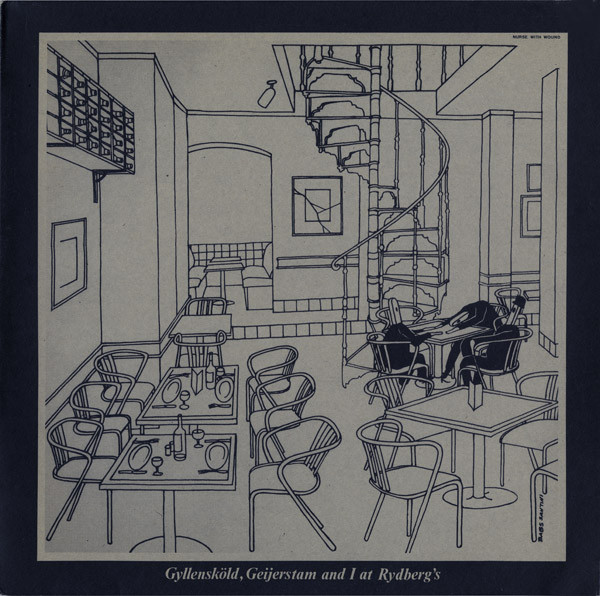 NURSE WITH WOUND
BABS SANTINI
Gyllensköld, Geijerstam and I at Rydberg's